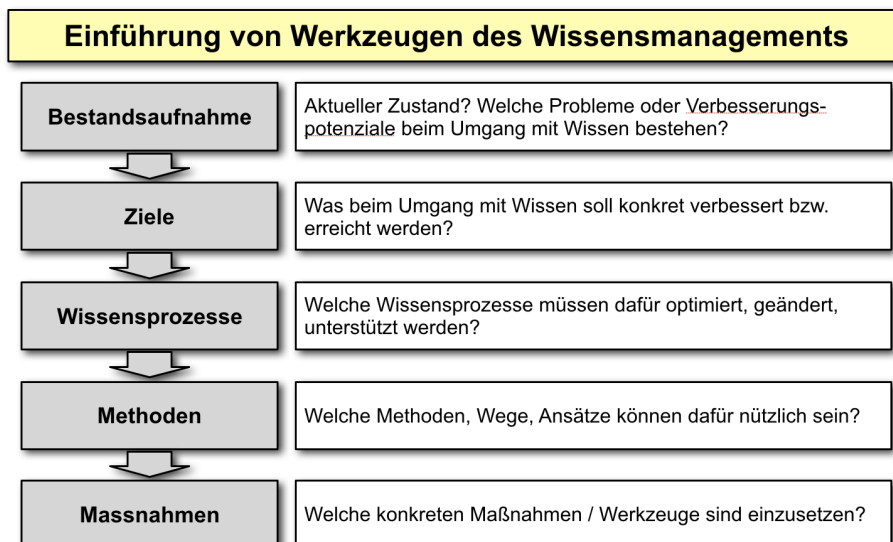 Einführung von Werkzeugen des Wissensmanagements
Bestandsaufnahme
Aktueller Zustand? Welche Probleme oder Verbesserungs-
potenziale beim Umgang mit Wissen bestehen?
Ziele
Was beim Umgang mit Wissen soll konkret verbessert bzw.
erreicht werden?
Wissensprozesse
Welche Wissensprozesse müssen dafür optimiert, geändert,
unterstützt werden?
Methoden
Welche Methoden, Wege, Ansätze können dafür nützlich sein?
Massnahmen
Welche konkreten Maßnahmen / Werkzeuge sind einzusetzen?